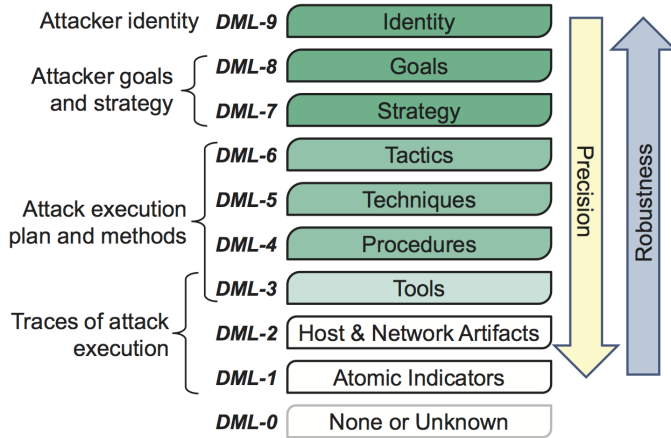 Attacker identity DML-9 Identity
DML-8 Goals
Attacker goals
and strategy
DML-7 Strategy
DML-6 Tactics
DML-5 Techniques
Attack execution
plan and methods
DML-4 Procedures
DML-3 Tools
Traces of attack
execution
DML-2 Host & Network Artifacts
DML-1 Atomic Indicators
DML-0 None or Unknown
Precision
Robustness